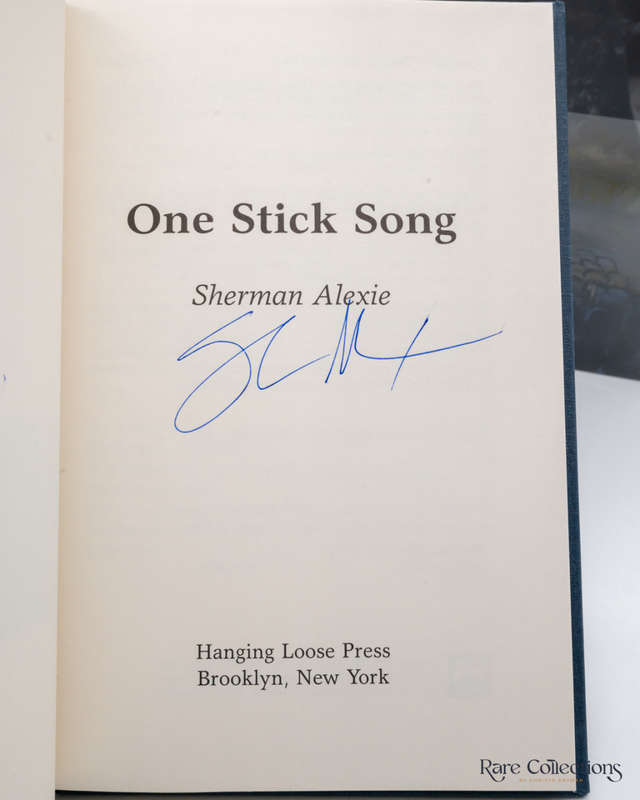 One Stick Song
Sherman Alexie
Hanging Loose Press
Brooklyn, New York
Rare Collections